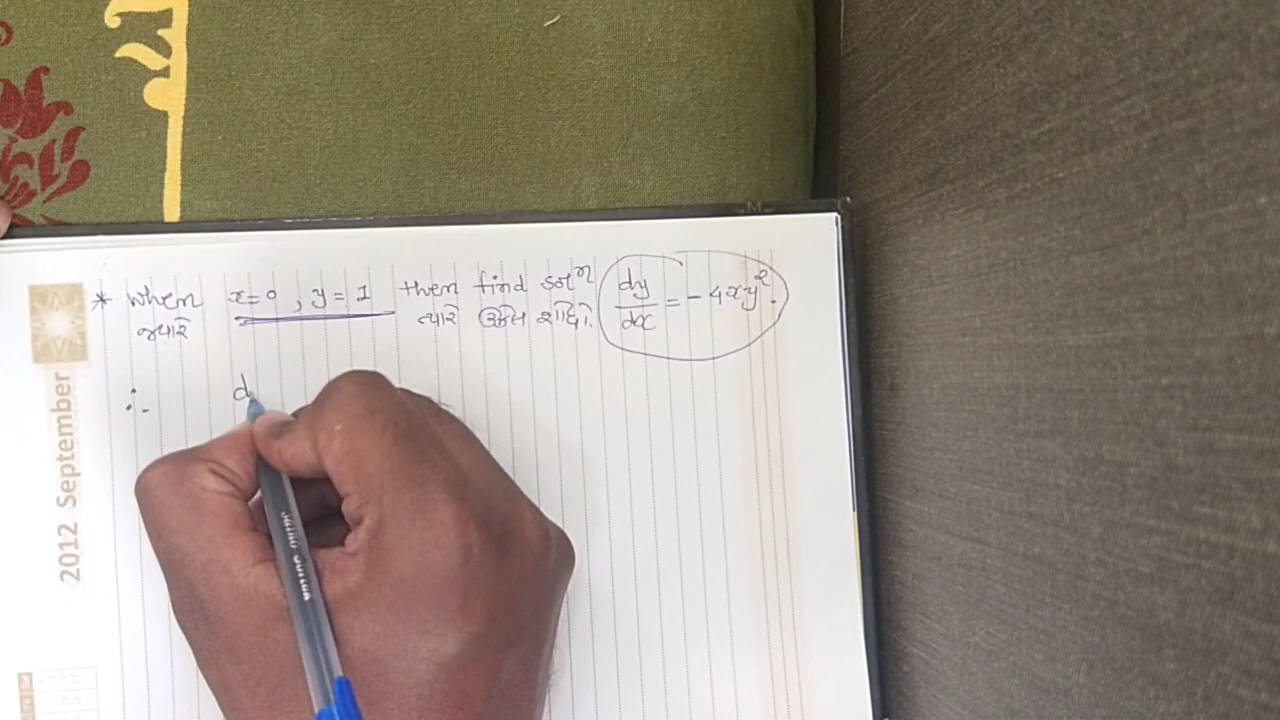 * When x=0 , y=1 then find solⁿ dy/dx = -4xy².
જ્યારે ત્યારે ઉકેલ શોધો.
∴ d
2012 September